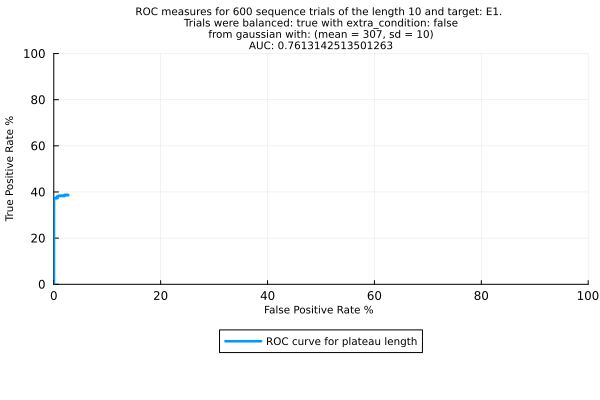 ROC measures for 600 sequence trials of the length 10 and target: E1.
Trials were balanced: true with extra_condition: false
from gaussian with: (mean = 307, sd = 10)
AUC: 0.7613142513501263
100
80
60
40
20
0
True Positive Rate %
0 20 40 60 80 100
False Positive Rate %
ROC curve for plateau length